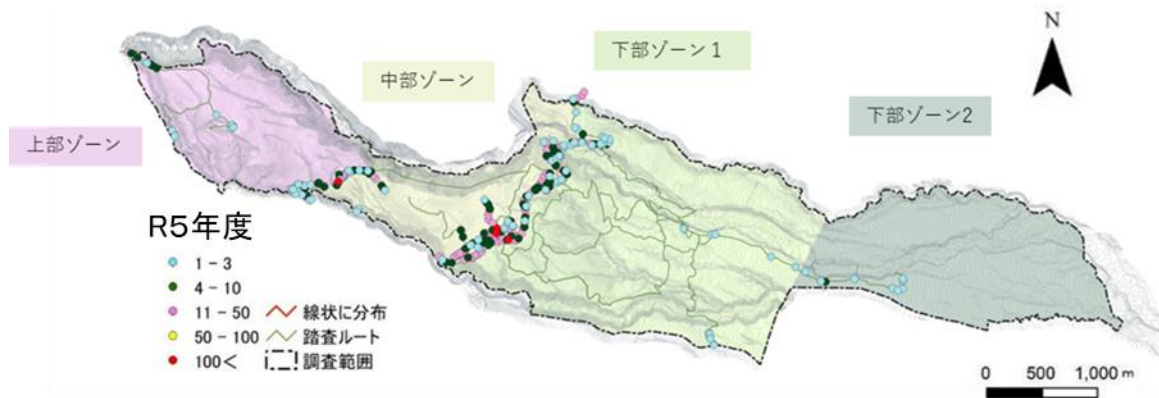 N
下部ゾーン1
中部ゾーン
下部ゾーン2
上部ゾーン
R5年度
1-3
4-10
11-50 線状に分布
50-100 踏査ルート
100< 調査範囲
0 500 1,000 m